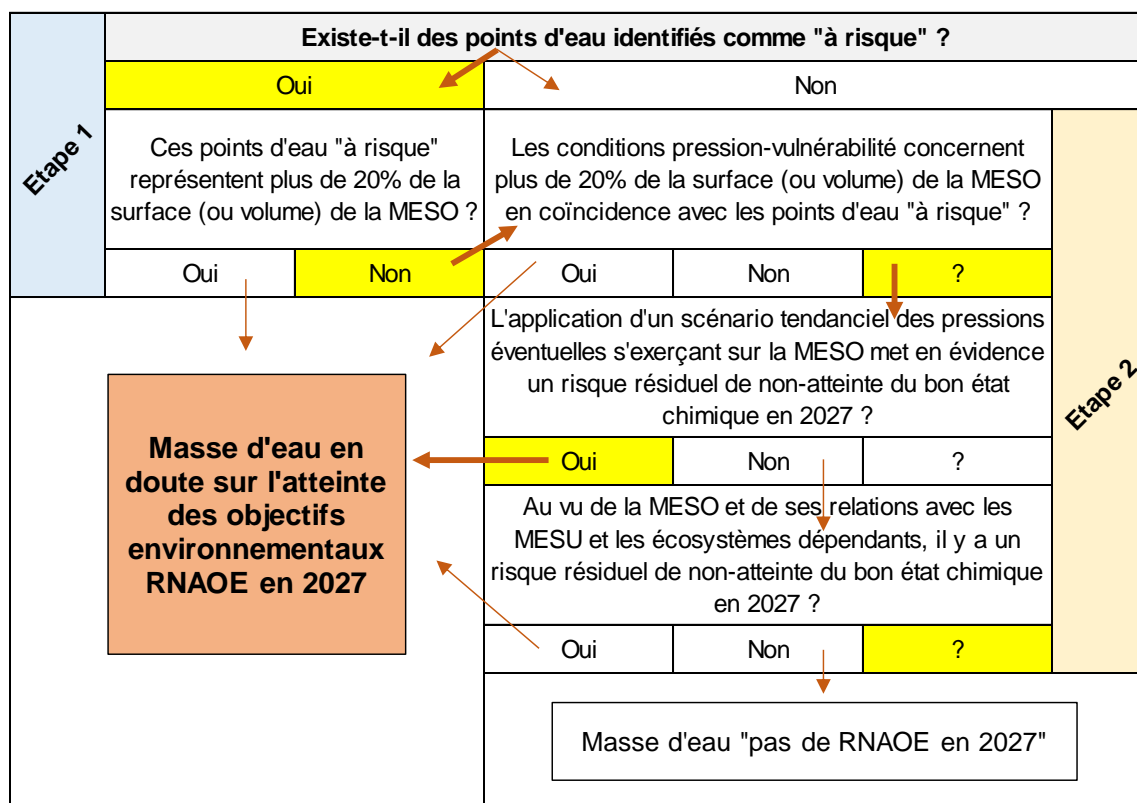 Existe-t-il des points d'eau identifiés comme "à risque" ?
Oui
Non
Etape 1
Ces points d'eau "à risque"
représentent plus de 20% de la
surface (ou volume) de la MESO ?
Les conditions pression-vulnérabilité concernent
plus de 20% de la surface (ou volume) de la MESO
en coïncidence avec les points d'eau "à risque" ?
Oui
Non
Oui
Non
?
L'application d'un scénario tendanciel des pressions
éventuelles s'exerçant sur la MESO met en évidence
un risque résiduel de non-atteinte du bon état
chimique en 2027 ?
Etape 2
Oui
Non
?
Masse d'eau en
doute sur l'atteinte
des objectifs
environnementaux
RNAOE en 2027
Au vu de la MESO et de ses relations avec les
MESU et les écosystèmes dépendants, il y a un
risque résiduel de non-atteinte du bon état chimique
en 2027 ?
Oui
Non
?
Masse d'eau "pas de RNAOE en 2027"